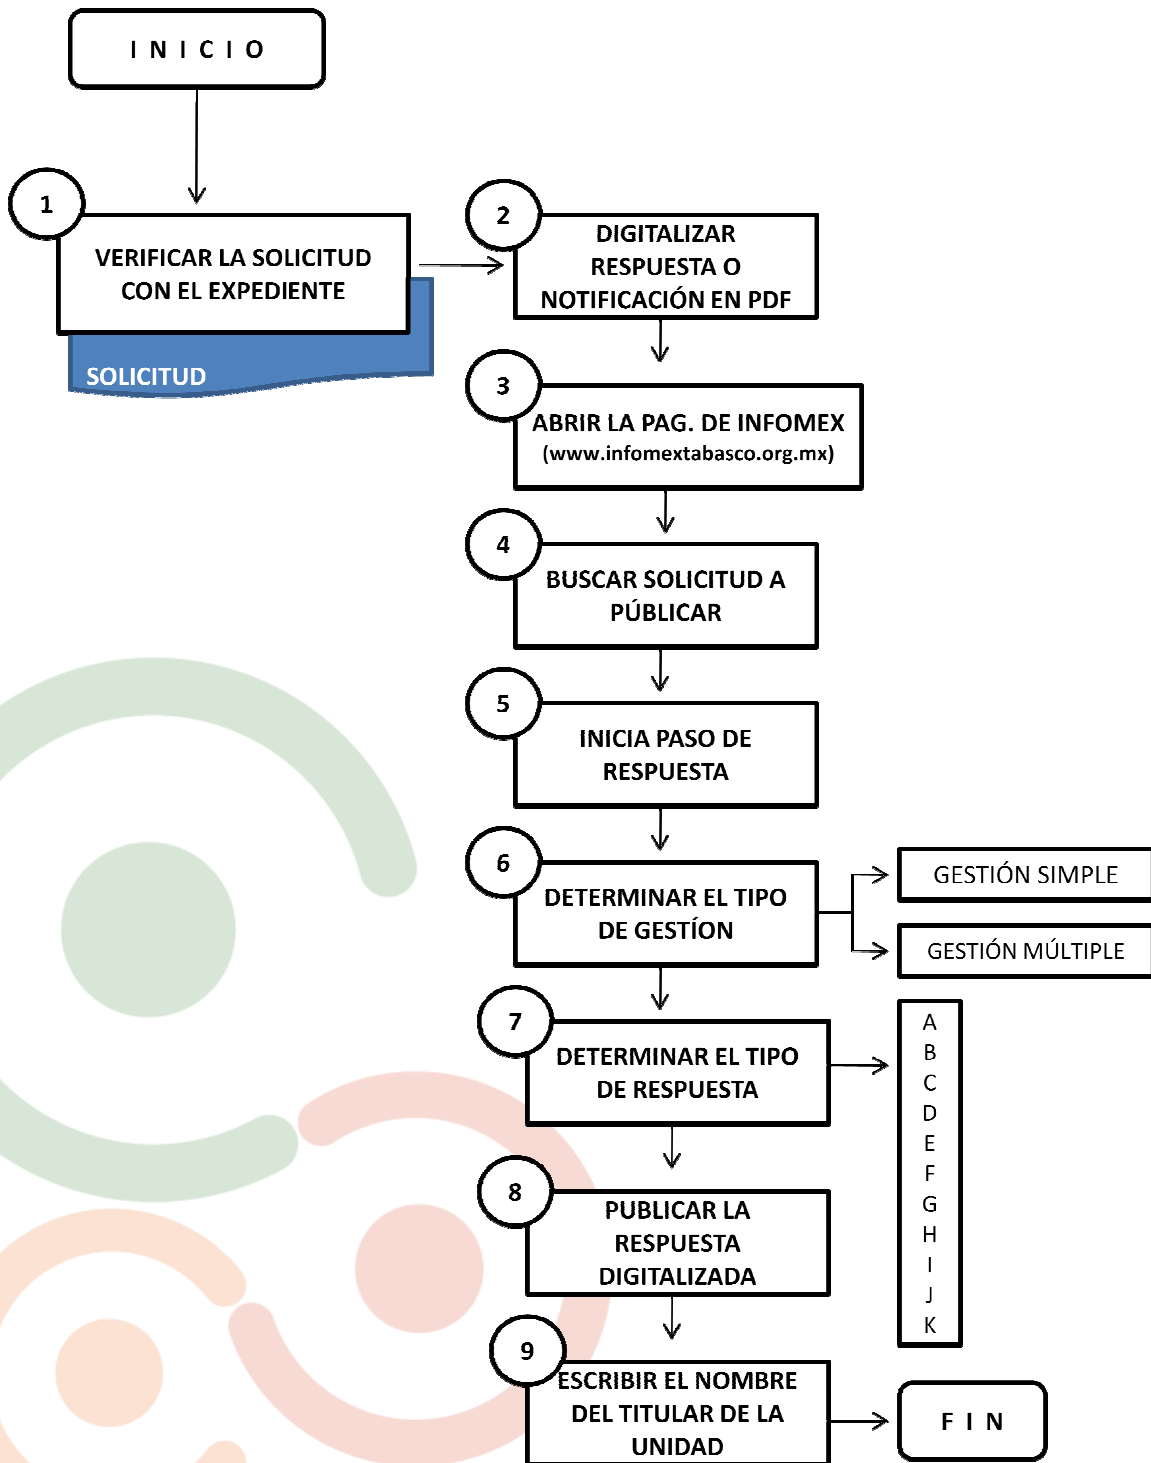 I N I C I O
1
VERIFICAR LA SOLICITUD
CON EL EXPEDIENTE
SOLICITUD
2
DIGITALIZAR
RESPUESTA O
NOTIFICACIÓN EN PDF
3
ABRIR LA PAG. DE INFOMEX
(www.infomextabasco.org.mx)
4
BUSCAR SOLICITUD A
PÚBLICAR
5
INICIA PASO DE
RESPUESTA
6
DETERMINAR EL TIPO
DE GESTÍON
GESTIÓN SIMPLE
GESTIÓN MÚLTIPLE
7
DETERMINAR EL TIPO
DE RESPUESTA
A
B
C
D
E
F
G
H
I
J
K
8
PUBLICAR LA
RESPUESTA
DIGITALIZADA
9
ESCRIBIR EL NOMBRE
DEL TITULAR DE LA
UNIDAD
F I N